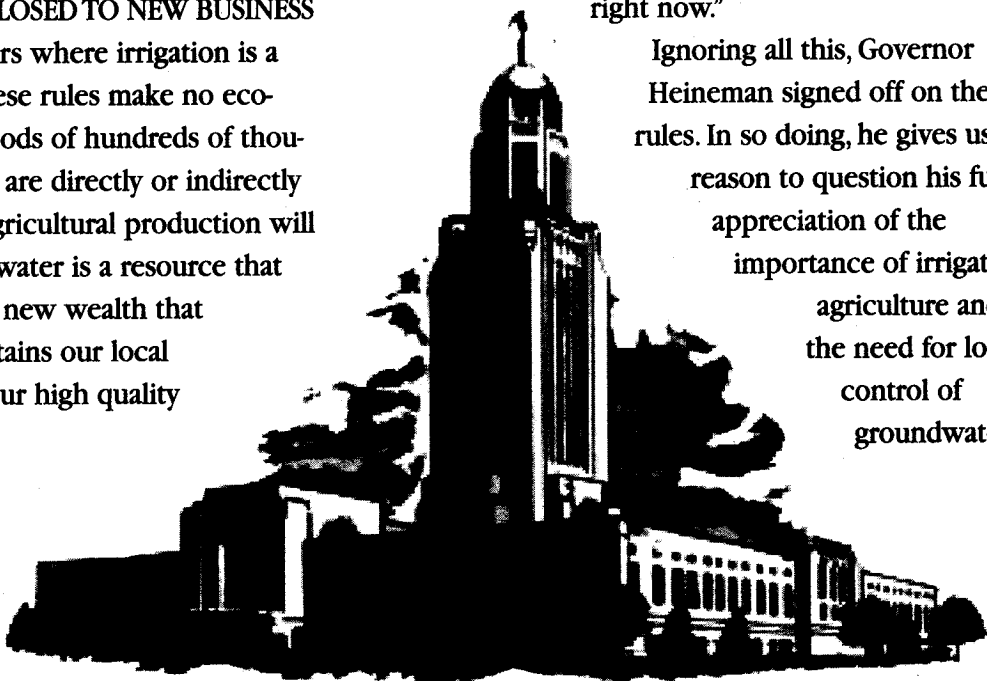 LOSED TO NEW BUSINESS
rs where irrigation is a
ese rules make no eco-
ods of hundreds of thou-
are directly or indirectly
gricultural production will
water is a resource that
new wealth that
tains our local
ur high quality
right now.”
Ignoring all this, Governor
Heineman signed off on the
rules. In so doing, he gives us
reason to question his fu
appreciation of the
importance of irrigat
agriculture an
the need for lo
control of
groundwat